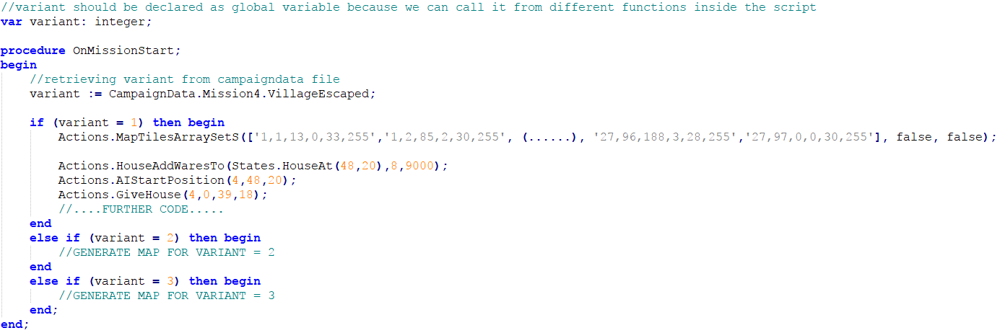 //variant should be declared as global variable because we can call it from different functions inside the script
var variant: integer;
procedure OnMissionStart;
begin
//retrieving variant from campaigndata file
variant := CampaignData.Mission4.VillageEscaped;
if (variant = 1) then begin
Actions.MapTilesArraySetS(['1,1,13,0,33,255','1,2,85,2,30,255', (......), '27,96,188,3,28,255','27,97,0,0,30,255'], false, false);
Actions.HouseAddWaresTo(States.HouseAt(48,20),8,9000);
Actions.AIStartPosition(4,48,20);
Actions.GiveHouse(4,0,39,18);
//....FURTHER CODE.....
end
else if (variant = 2) then begin
//GENERATE MAP FOR VARIANT = 2
end
else if (variant = 3) then begin
//GENERATE MAP FOR VARIANT = 3
end;
end;